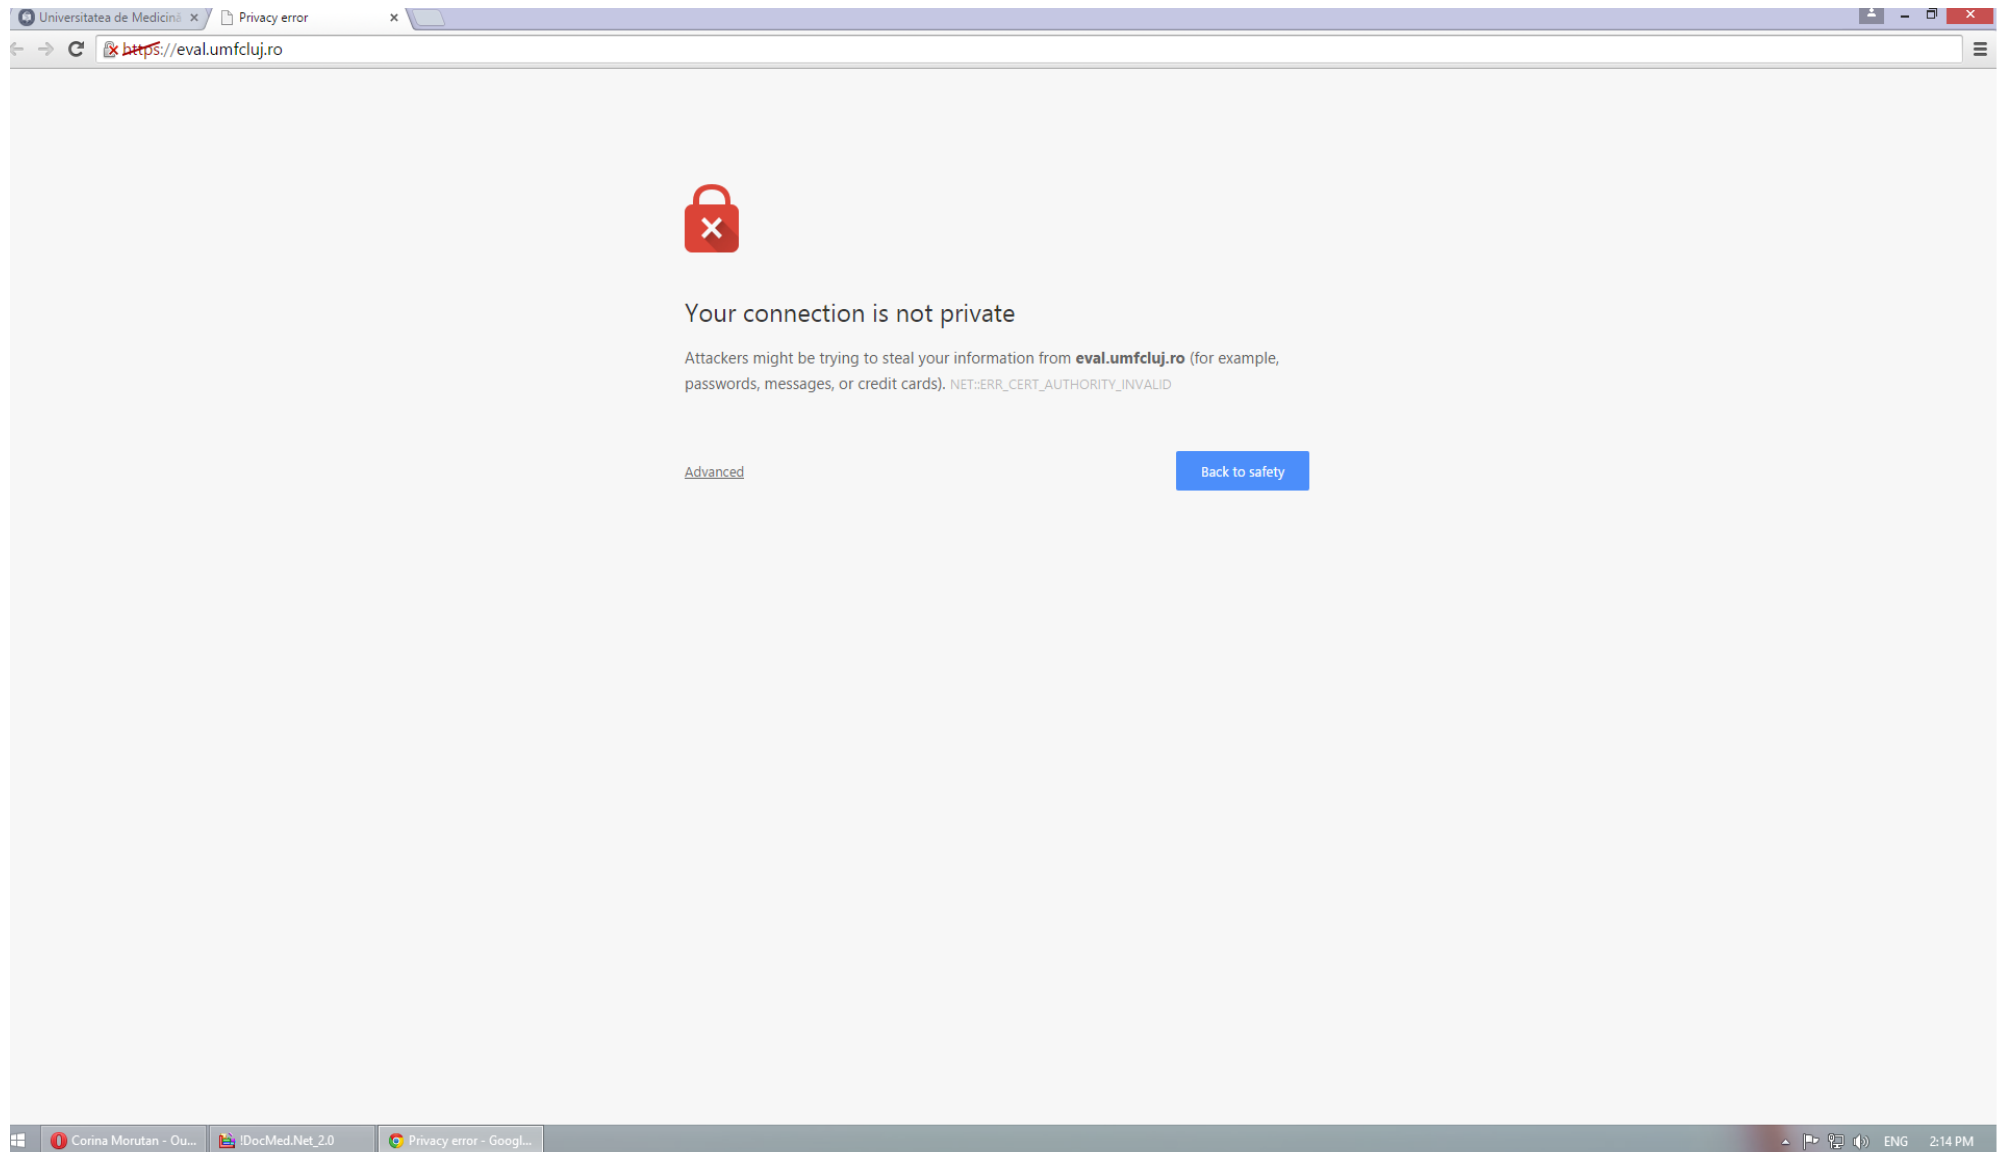 Universitatea de Medicină
Privacy error
https://eval.umfcluj.ro
Your connection is not private
Attackers might be trying to steal your information from eval.umfcluj.ro (for example,
passwords, messages, or credit cards). NET::ERR_CERT_AUTHORITY_INVALID
Advanced
Back to safety
Corina Morutan - Ou...
!DocMed.Net_2.0
Privacy error - Googl...
ENG
2:14 PM